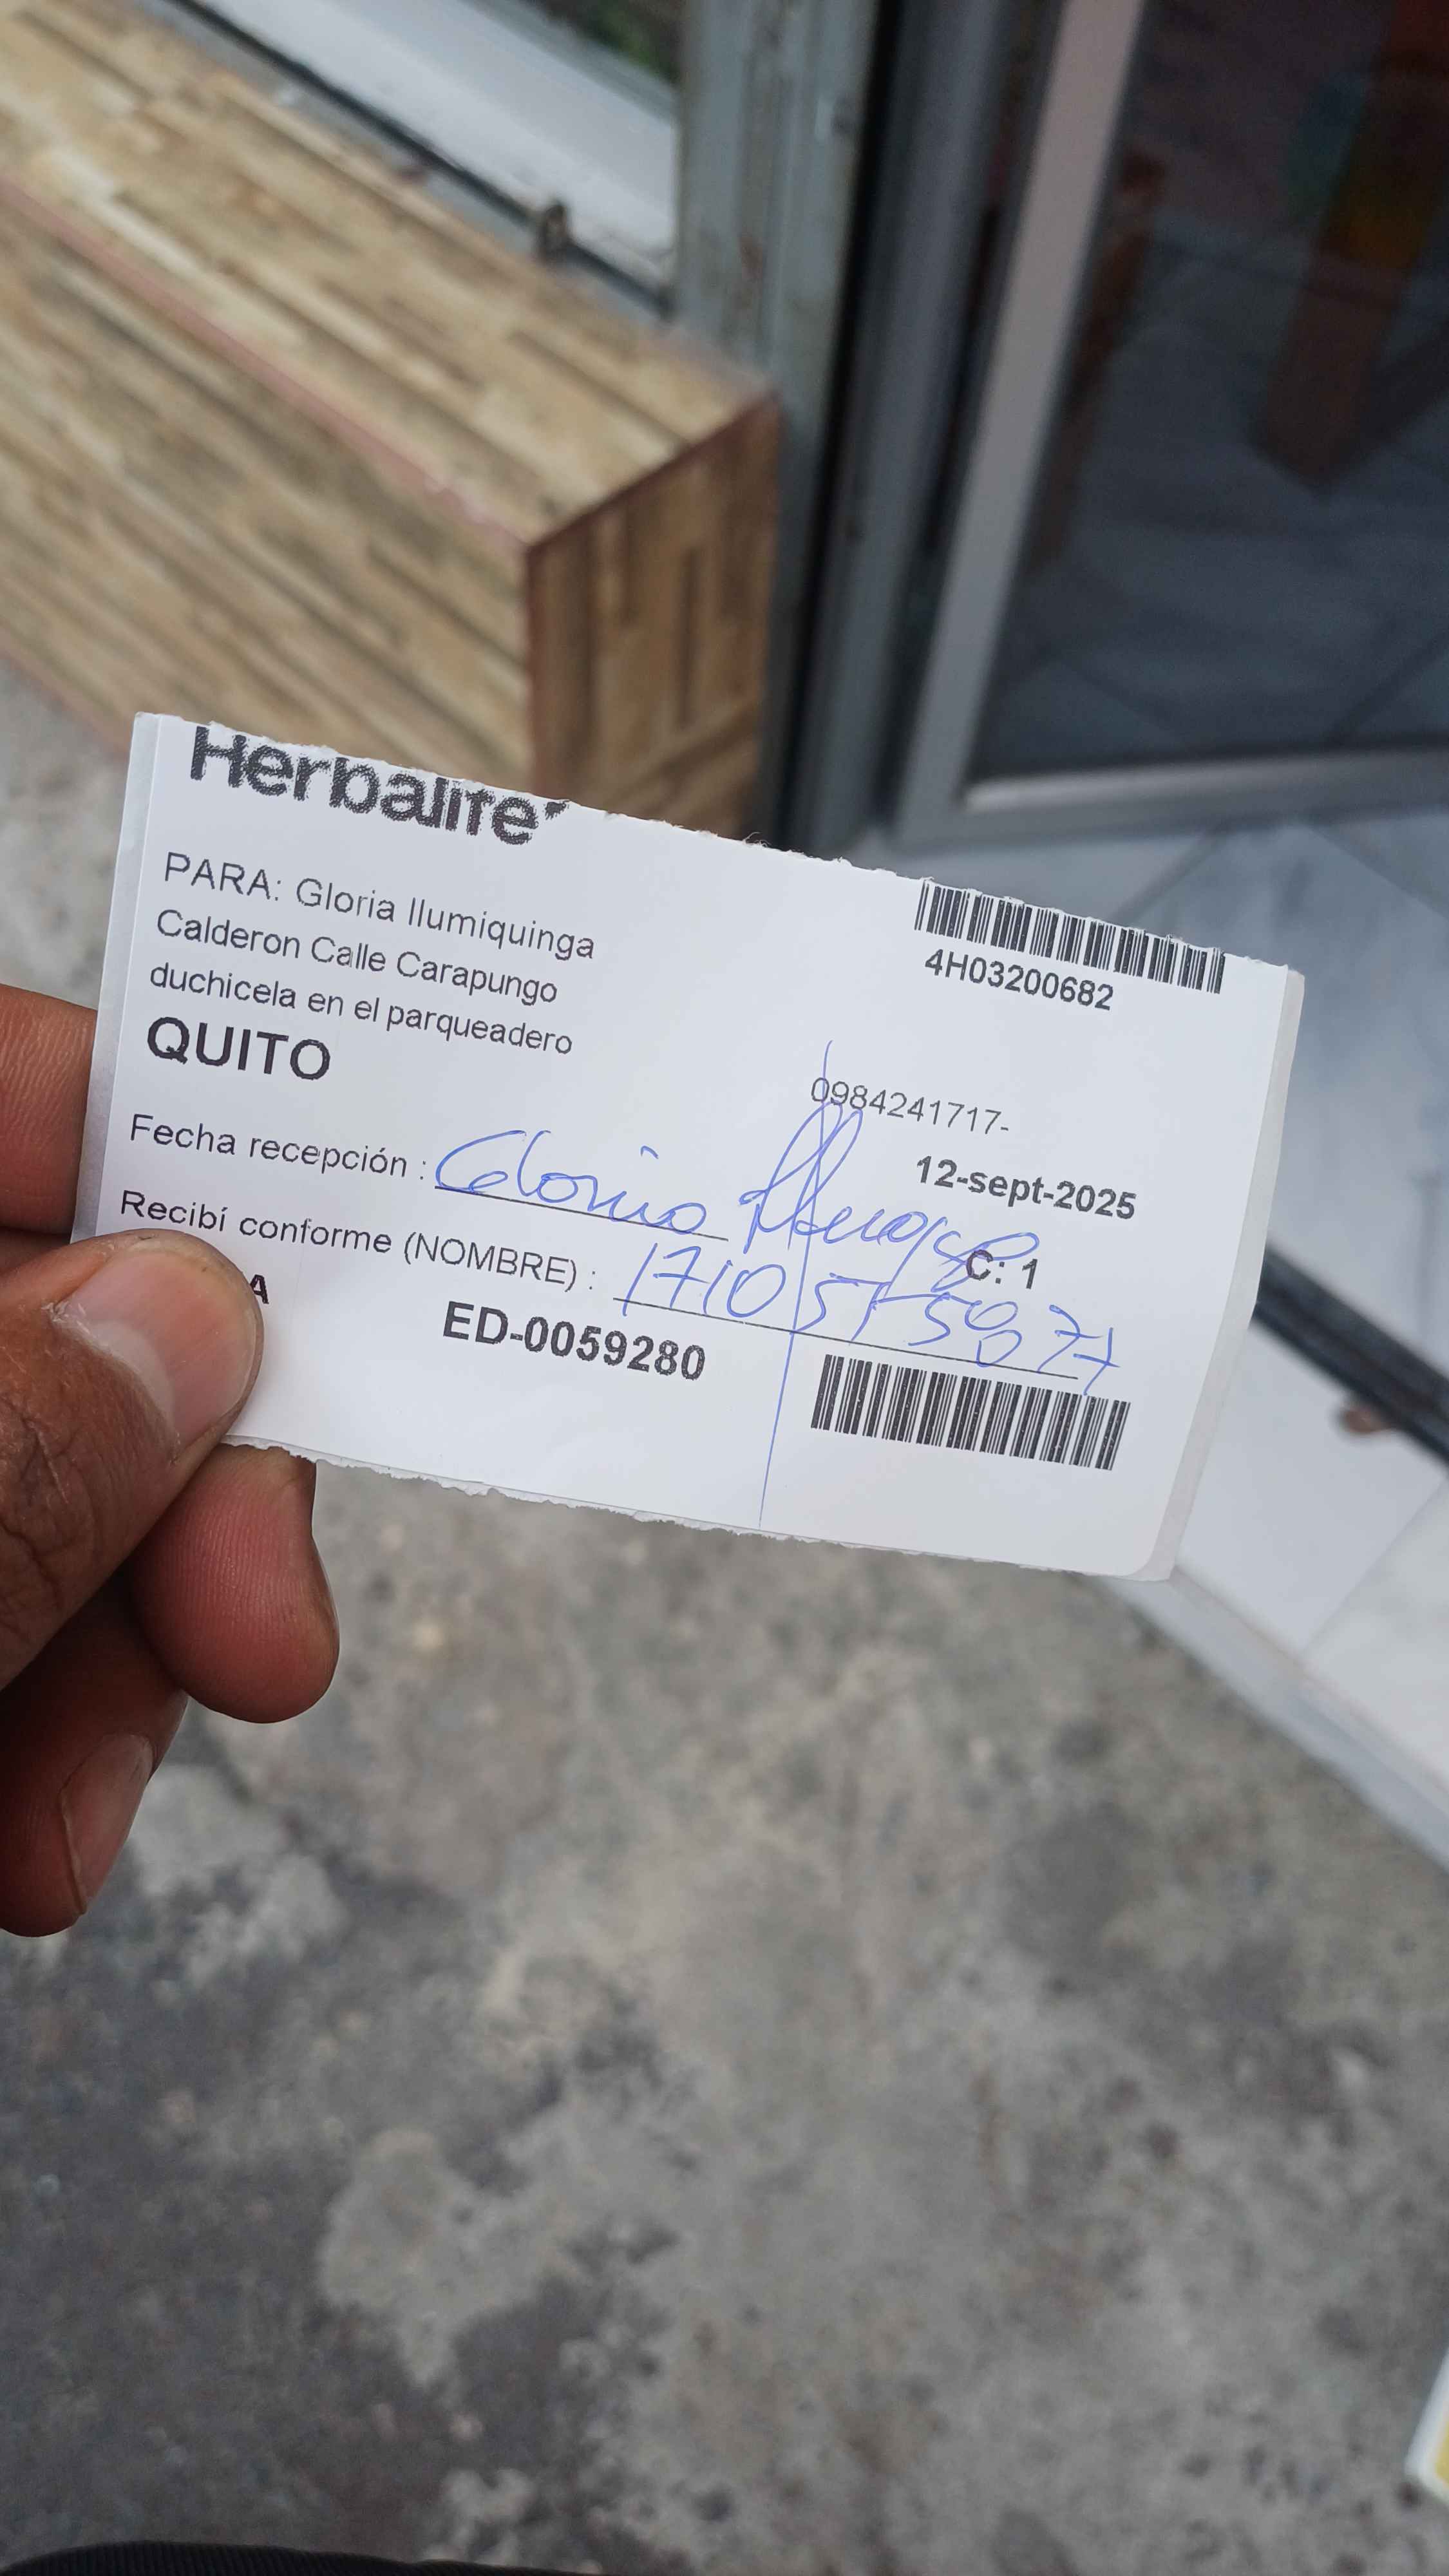 Herbalife
PARA: Gloria Ilumiquinga
Calderon Calle Carapungo
duchicela en el parqueadero
QUITO
4H03200682
0984241717-
12-sept-2025
Fecha recepción : Gloria
Recibí conforme (NOMBRE) :
C: 1
A
ED-0059280